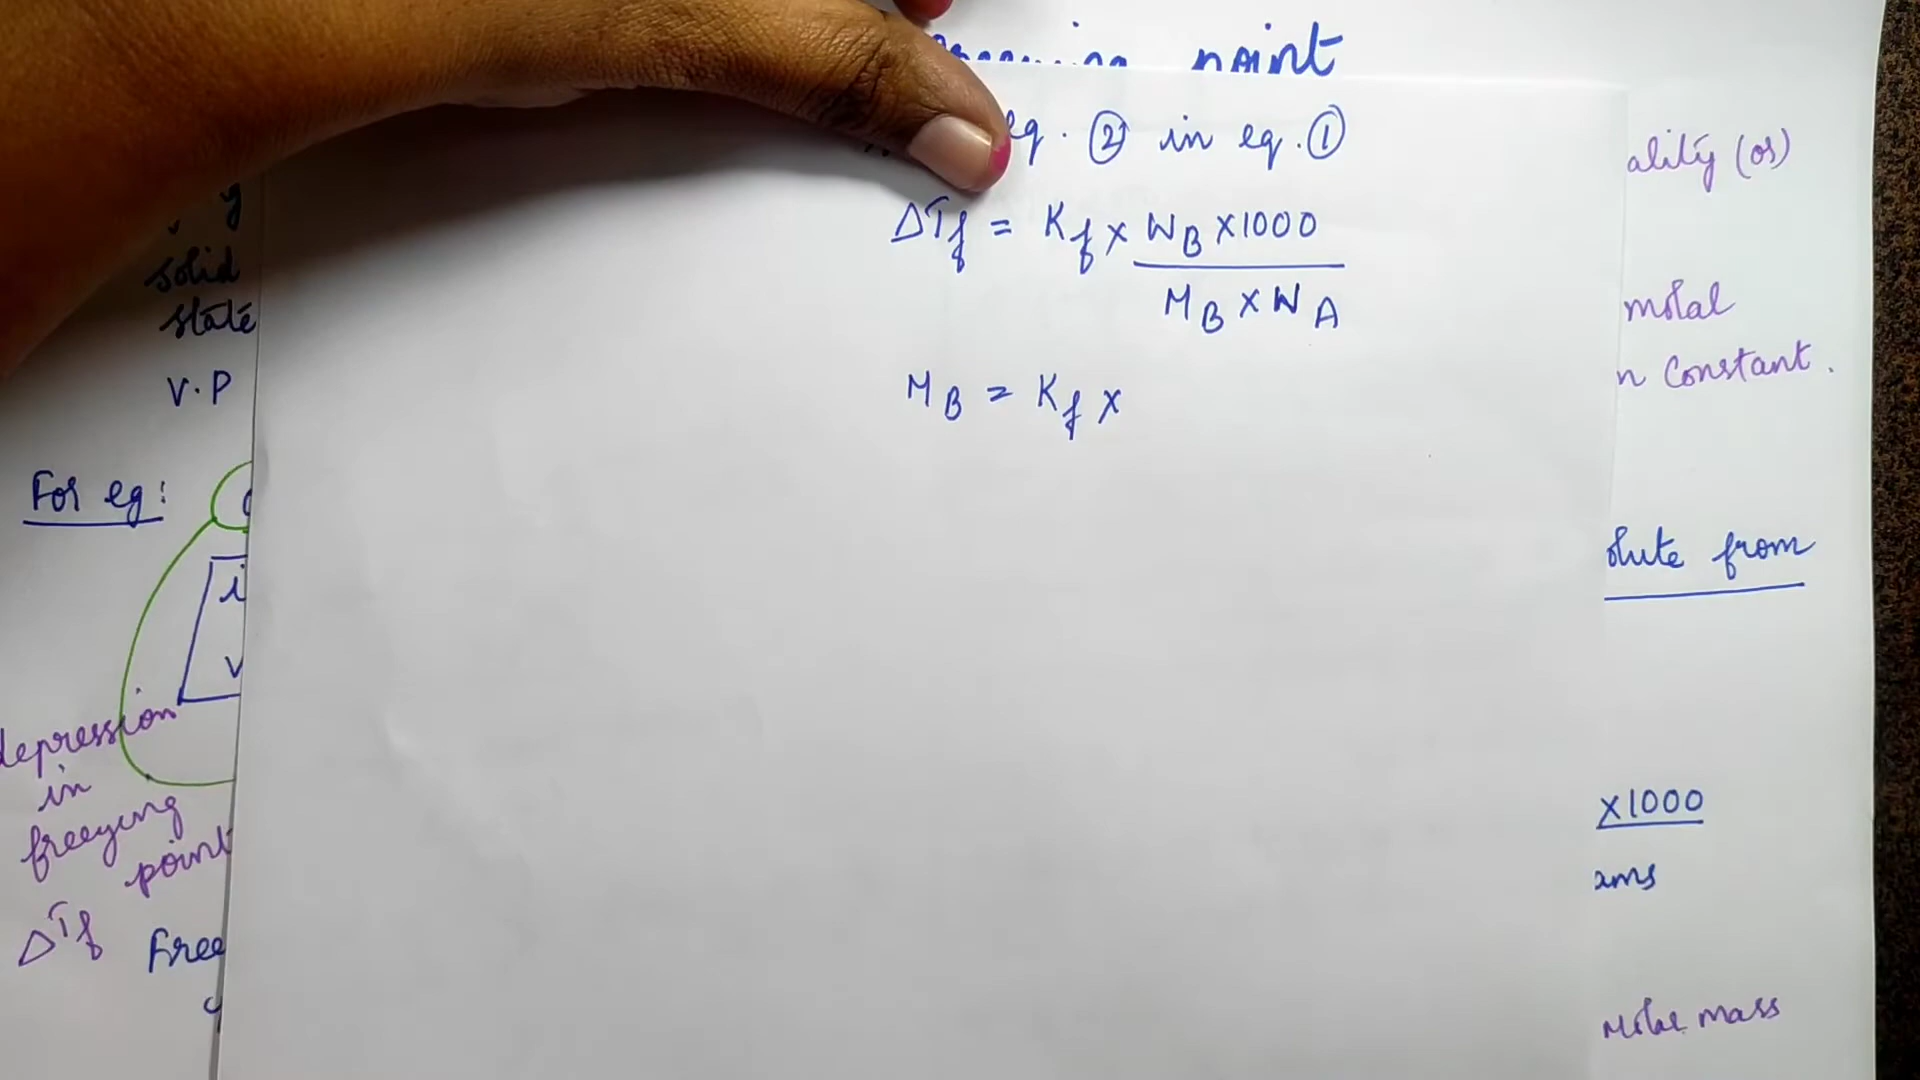 point
eq. ② in eq. ①
ΔTf = Kf × WB ×1000
MB × WA
MB = Kf ×
solid
state
V.P
For eg:
i
depression
in
freezing
point
ΔTf
ality (or)
molal
n Constant.
olute from
×1000
ams
Molar mass